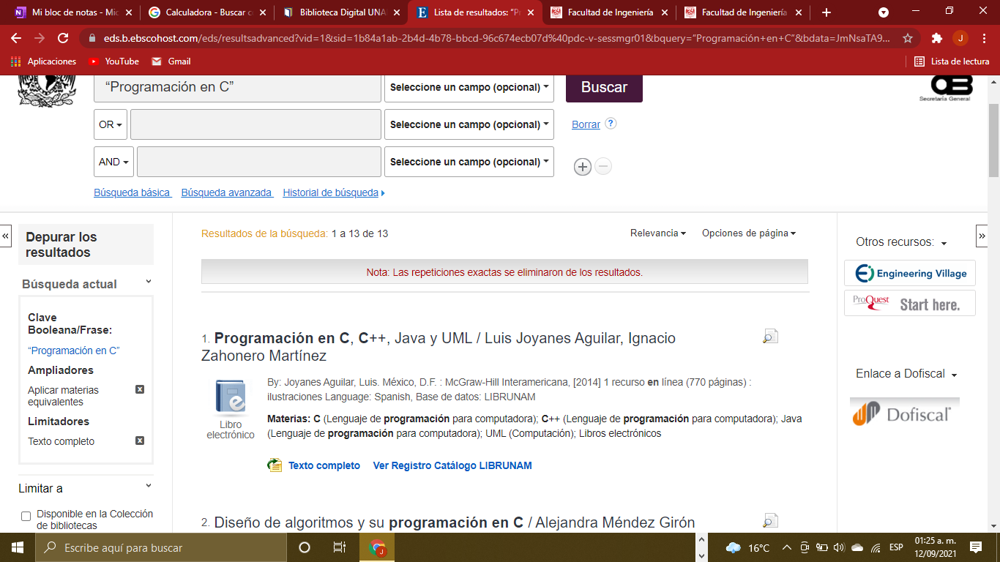 Mi bloc de notas - Mic
Calculadora - Buscar c
Biblioteca Digital UNA
Lista de resultados: "Pr
Facultad de Ingeniería
Facultad de Ingeniería
eds.b.ebscohost.com/eds/resultsadvanced?vid=1&sid=1b84a1ab-2b4d-4b78-bbcd-96c674ecb07d%40pdc-v-sessmgr01&bquery="Programación+en+C"&bdata=JmNsaTA9...
J
Aplicaciones
YouTube
Gmail
Lista de lectura
“Programación en C”
Seleccione un campo (opcional)
Buscar
Secretaría General
OR
Seleccione un campo (opcional)
Borrar
?
AND
Seleccione un campo (opcional)
Búsqueda básica
Búsqueda avanzada
Historial de búsqueda
«
Depurar los
resultados
Búsqueda actual
Clave
Booleana/Frase:
“Programación en C”
Ampliadores
Aplicar materias
equivalentes
Limitadores
Texto completo
Limitar a
Disponible en la Colección
de bibliotecas
Resultados de la búsqueda: 1 a 13 de 13
Relevancia
Opciones de página
Nota: Las repeticiones exactas se eliminaron de los resultados.
1. Programación en C, C++, Java y UML / Luis Joyanes Aguilar, Ignacio
Zahonero Martínez
Libro
electrónico
By: Joyanes Aguilar, Luis. México, D.F. : McGraw-Hill Interamericana, [2014] 1 recurso en línea (770 páginas) :
ilustraciones Language: Spanish, Base de datos: LIBRUNAM
Materias: C (Lenguaje de programación para computadora); C++ (Lenguaje de programación para computadora); Java
(Lenguaje de programación para computadora); UML (Computación); Libros electrónicos
Texto completo
Ver Registro Catálogo LIBRUNAM
2. Diseño de algoritmos y su programación en C / Alejandra Méndez Girón
»
Otros recursos:
Engineering Village
ProQuest
Start here.
Enlace a Dofiscal
Dofiscal
Escribe aquí para buscar
J
16°C
ESP
01:25 a. m.
12/09/2021